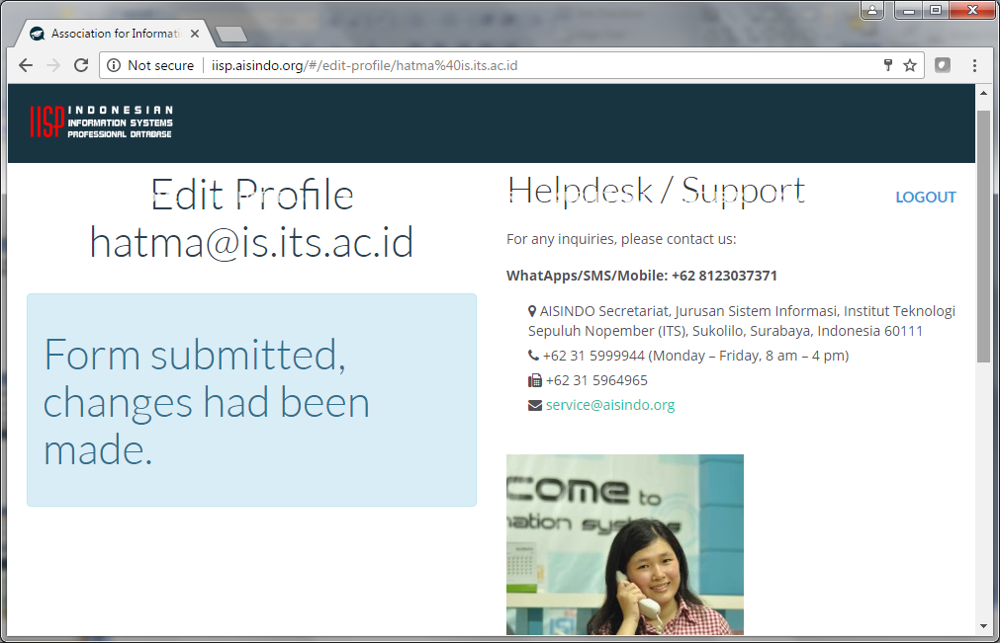 Association for Informati
Not secure
iisp.aisindo.org/#/edit-profile/hatma%40is.its.ac.id
IISP
INDONESIAN
INFORMATION SYSTEMS
PROFESSIONAL DATABASE
Edit Profile
hatma@is.its.ac.id
Form submitted,
changes had been
made.
Helpdesk / Support
LOGOUT
For any inquiries, please contact us:
WhatApps/SMS/Mobile: +62 8123037371
AISINDO Secretariat, Jurusan Sistem Informasi, Institut Teknologi
Sepuluh Nopember (ITS), Sukolilo, Surabaya, Indonesia 60111
+62 31 5999944 (Monday – Friday, 8 am – 4 pm)
+62 31 5964965
service@aisindo.org
COME to
mation systems